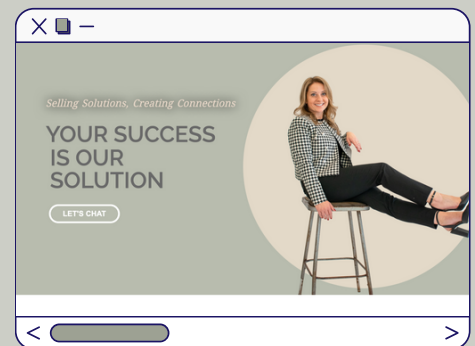 Selling Solutions, Creating Connections
YOUR SUCCESS
IS OUR
SOLUTION
LET'S CHAT